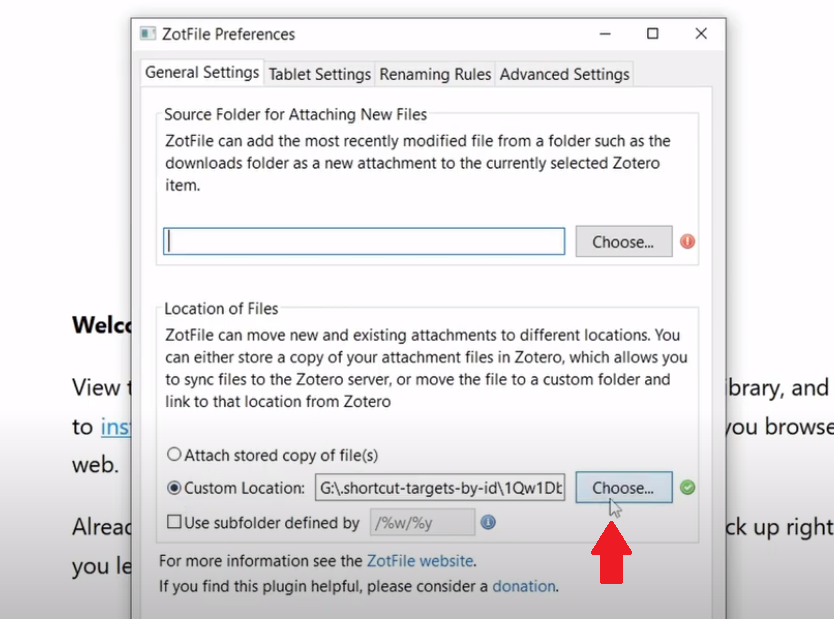 ZotFile Preferences
General Settings Tablet Settings Renaming Rules Advanced Settings
Source Folder for Attaching New Files
ZotFile can add the most recently modified file from a folder such as the
downloads folder as a new attachment to the currently selected Zotero
item.
Choose...
Location of Files
ZotFile can move new and existing attachments to different locations. You
can either store a copy of your attachment files in Zotero, which allows you
to sync files to the Zotero server, or move the file to a custom folder and
link to that location from Zotero
Attach stored copy of file(s)
Custom Location: G:\.shortcut-targets-by-id\1Qw1Db Choose...
Use subfolder defined by /%w/%y
For more information see the ZotFile website.
If you find this plugin helpful, please consider a donation.
Welc
View t ibrary, and
to ins you browse
web.
Alread ck up right
you le